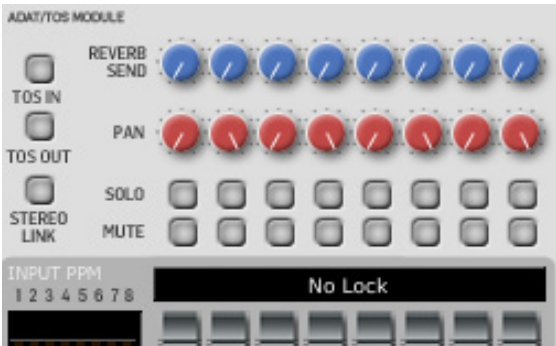 ADAT/TOS MODULE
REVERB
SEND
TOS IN
PAN
TOS OUT
SOLO
STEREO
LINK
MUTE
INPUT PPM
1 2 3 4 5 6 7 8
No Lock